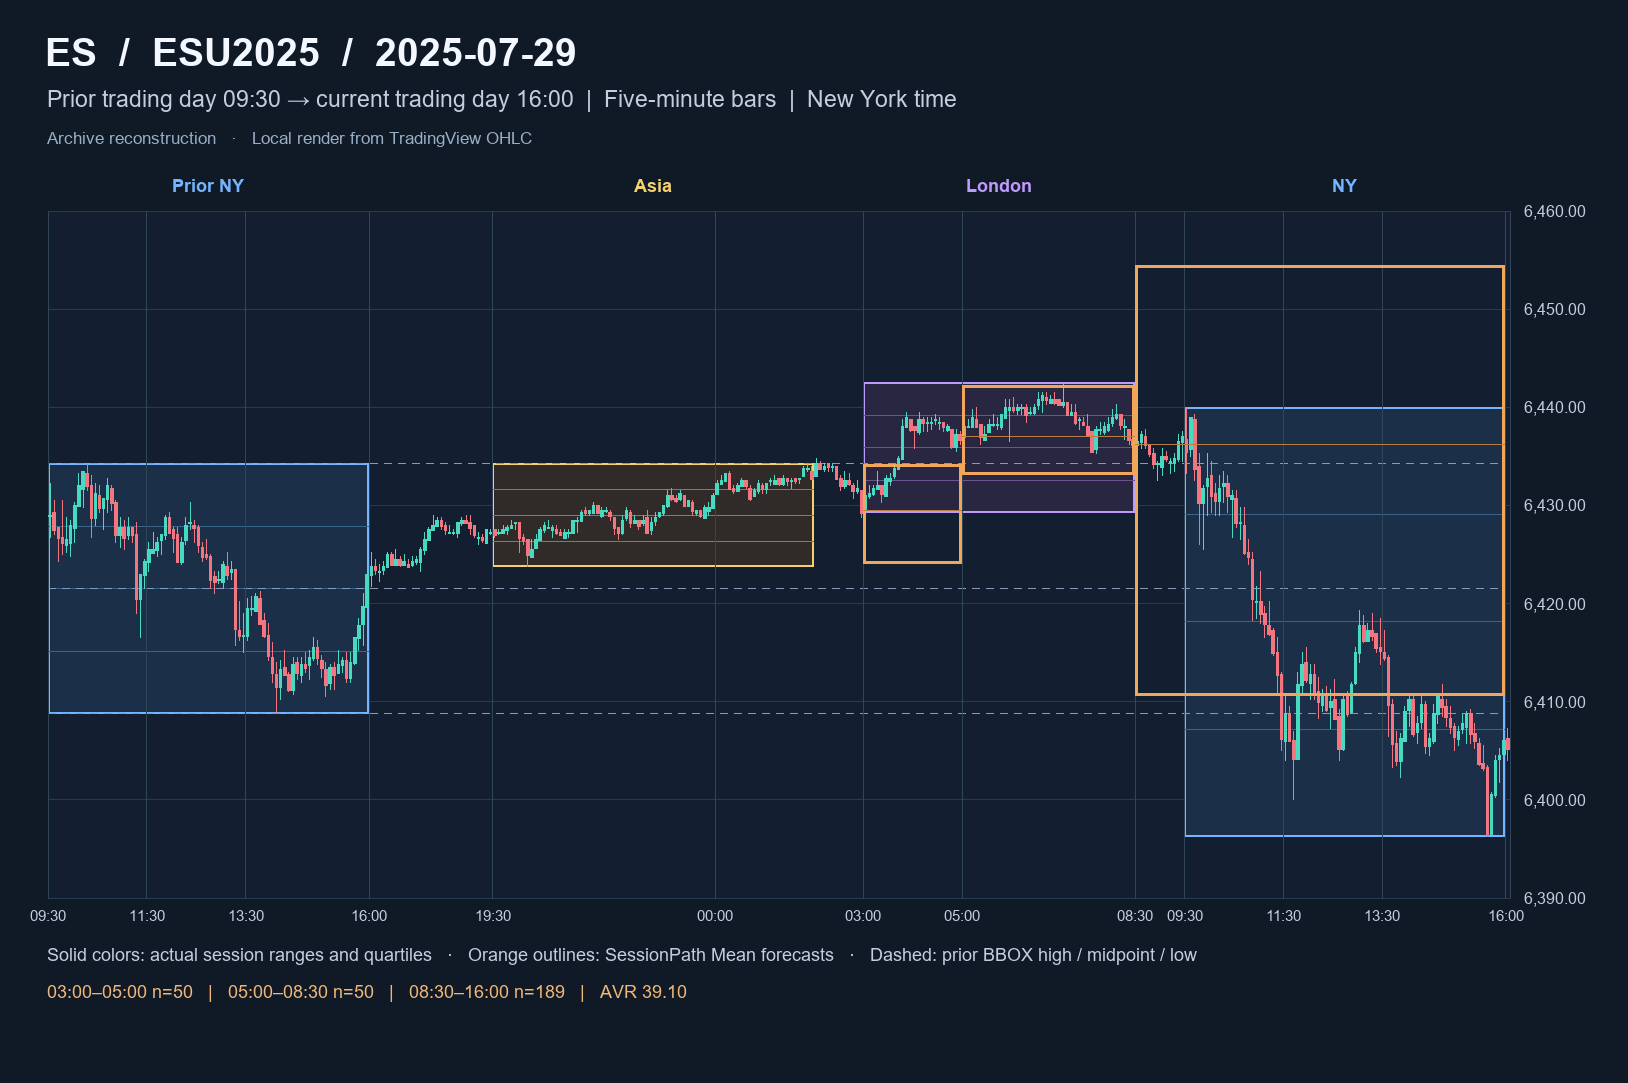 ES / ESU2025 / 2025-07-29
Prior trading day 09:30 → current trading day 16:00 | Five-minute bars | New York time
Archive reconstruction · Local render from TradingView OHLC
Prior NY Asia London NY
6,460.00
6,450.00
6,440.00
6,430.00
6,420.00
6,410.00
6,400.00
6,390.00
09:30 11:30 13:30 16:00 19:30 00:00 03:00 05:00 08:30 09:30 11:30 13:30 16:00
Solid colors: actual session ranges and quartiles · Orange outlines: SessionPath Mean forecasts · Dashed: prior BBOX high / midpoint / low
03:00–05:00 n=50 | 05:00–08:30 n=50 | 08:30–16:00 n=189 | AVR 39.10